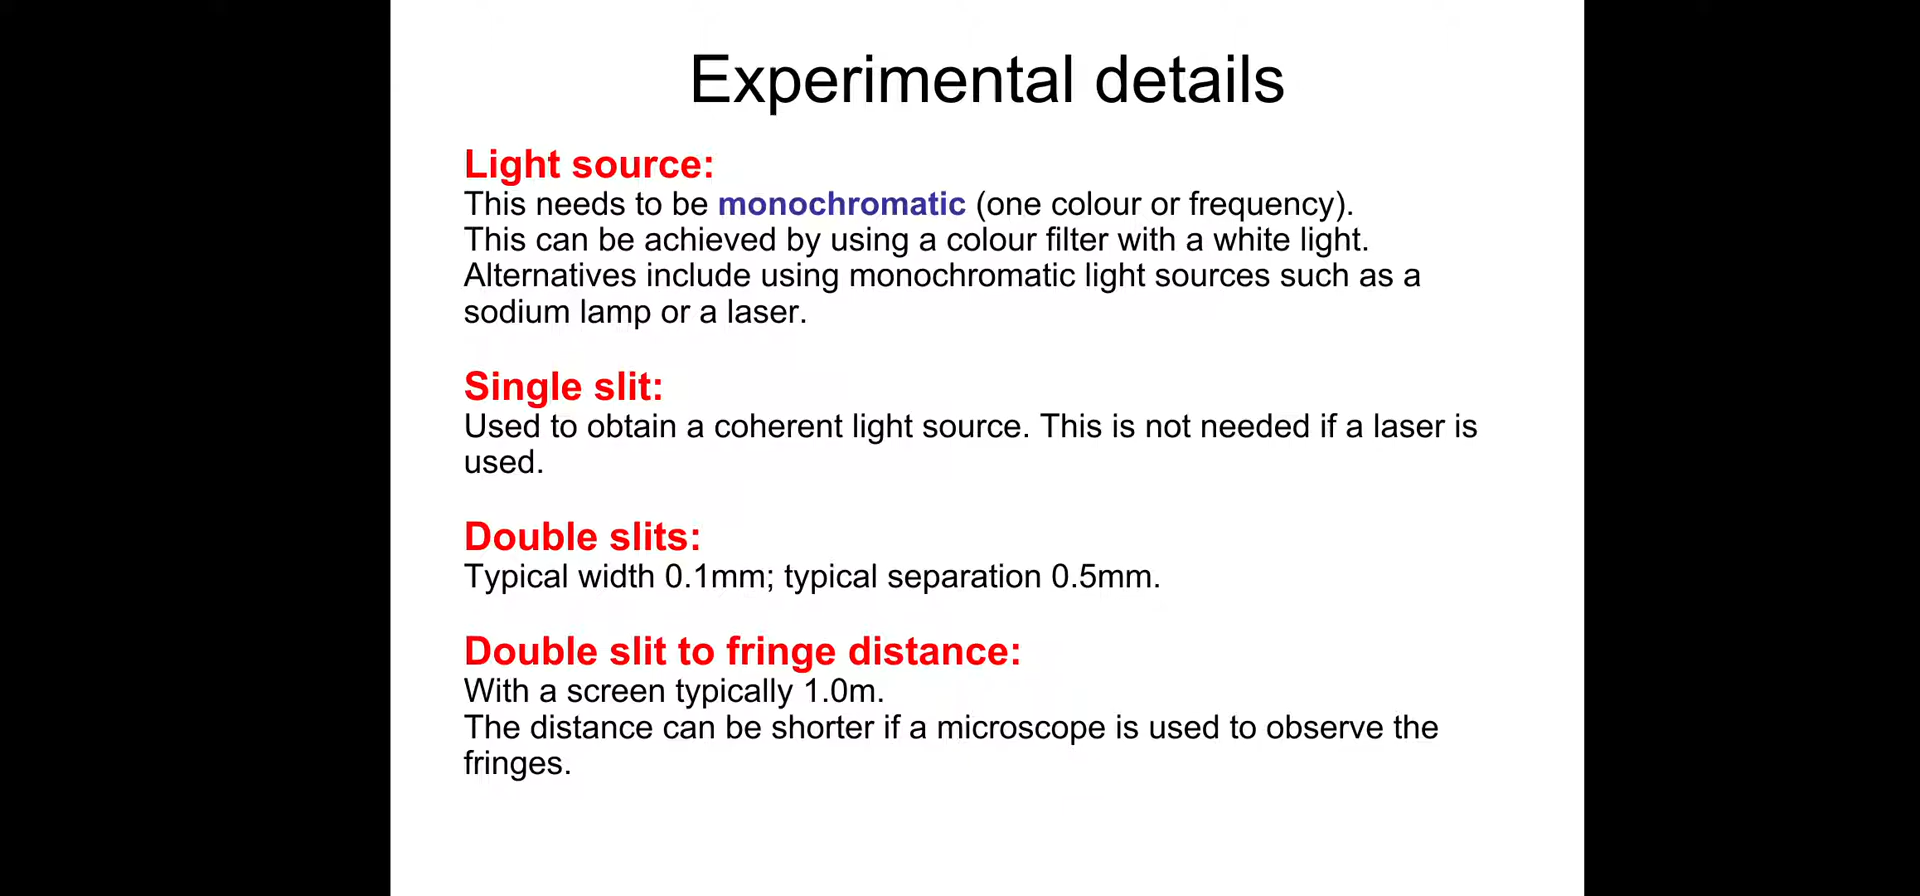 Experimental details
Light source:
This needs to be monochromatic (one colour or frequency).
This can be achieved by using a colour filter with a white light.
Alternatives include using monochromatic light sources such as a
sodium lamp or a laser.
Single slit:
Used to obtain a coherent light source. This is not needed if a laser is
used.
Double slits:
Typical width 0.1mm; typical separation 0.5mm.
Double slit to fringe distance:
With a screen typically 1.0m.
The distance can be shorter if a microscope is used to observe the
fringes.